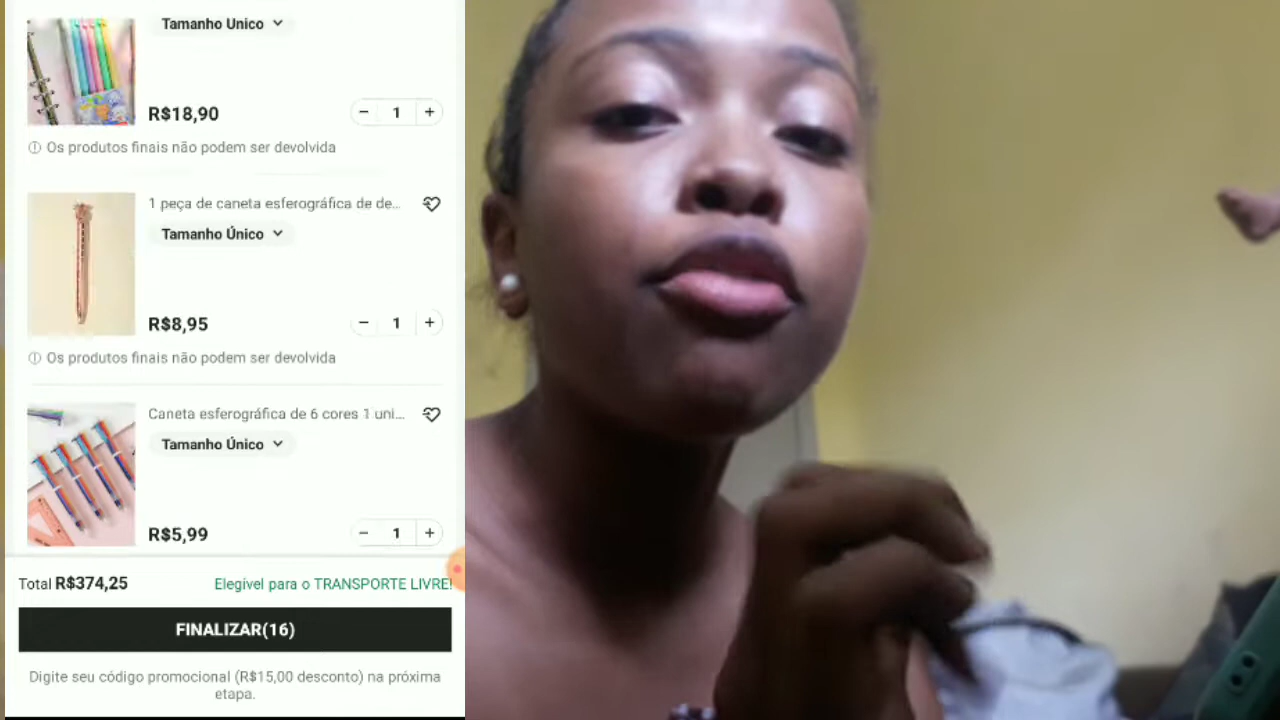 Tamanho Único
R$18,90
− 1 +
Os produtos finais não podem ser devolvida
1 peça de caneta esferográfica de de...
Tamanho Único
R$8,95
− 1 +
Os produtos finais não podem ser devolvida
Caneta esferográfica de 6 cores 1 uni...
Tamanho Único
R$5,99
− 1 +
Total R$374,25 Elegível para o TRANSPORTE LIVRE!
FINALIZAR(16)
Digite seu código promocional (R$15,00 desconto) na próxima
etapa.